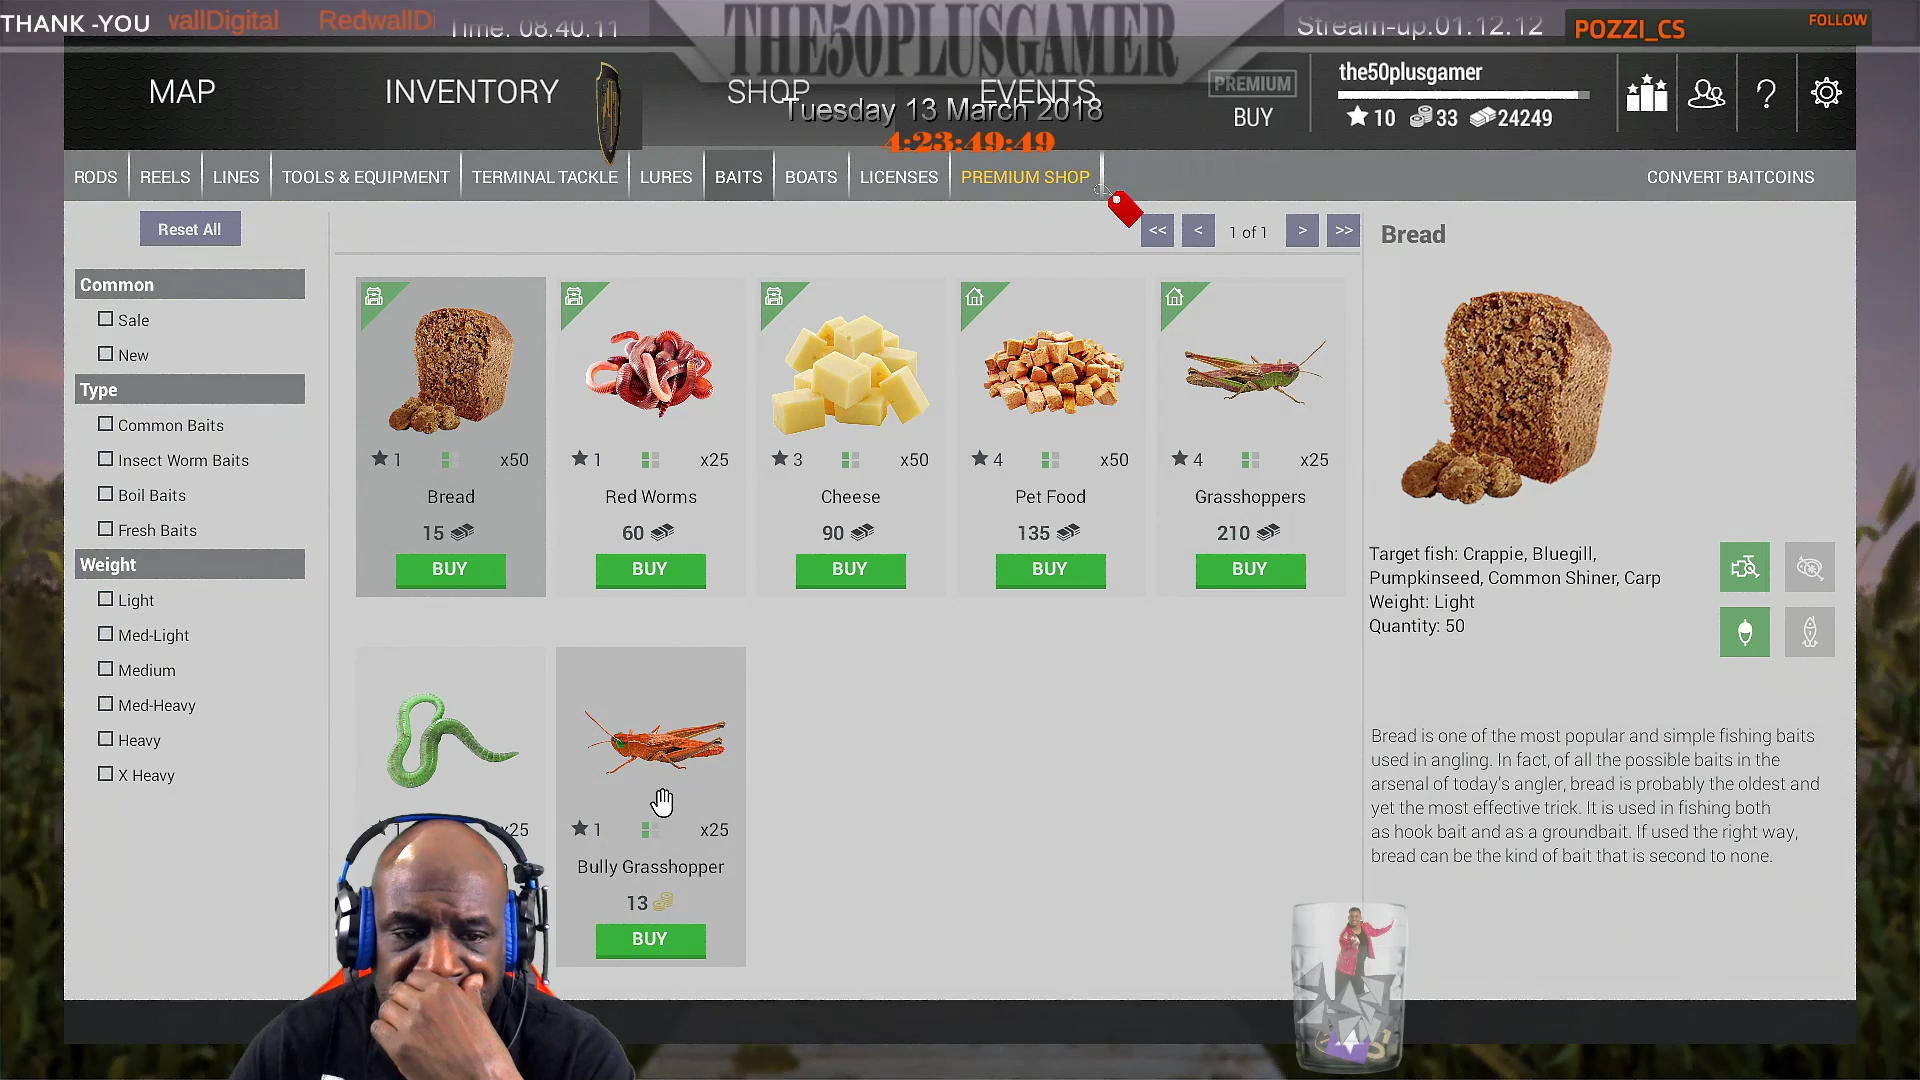 THANK -YOU
vallDigital
RedwallDi
Time: 08.40.11
THE50PLUSGAMER
Stream-up.01.12.12
POZZI_CS
FOLLOW
MAP
INVENTORY
SHOP
EVENTS
Tuesday 13 March 2018
4:23:49:49
PREMIUM
BUY
the50plusgamer
10 33 24249
RODS
REELS
LINES
TOOLS & EQUIPMENT
TERMINAL TACKLE
LURES
BAITS
BOATS
LICENSES
PREMIUM SHOP
CONVERT BAITCOINS
Reset All
<< < 1 of 1 > >>
Common
Sale
New
Type
Common Baits
Insect Worm Baits
Boil Baits
Fresh Baits
Weight
Light
Med-Light
Medium
Med-Heavy
Heavy
X Heavy
1 x50
Bread
15
BUY
1 x25
Red Worms
60
BUY
3 x50
Cheese
90
BUY
4 x50
Pet Food
135
BUY
4 x25
Grasshoppers
210
BUY
1 x25
1 x25
Bully Grasshopper
13
BUY
Bread
Target fish: Crappie, Bluegill,
Pumpkinseed, Common Shiner, Carp
Weight: Light
Quantity: 50
Bread is one of the most popular and simple fishing baits
used in angling. In fact, of all the possible baits in the
arsenal of today's angler, bread is probably the oldest and
yet the most effective trick. It is used in fishing both
as hook bait and as a groundbait. If used the right way,
bread can be the kind of bait that is second to none.